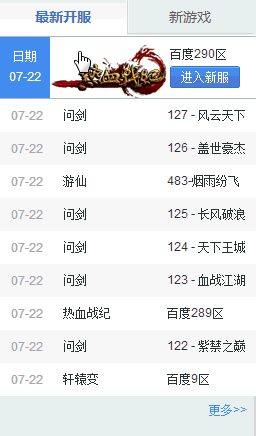 最新开服 新游戏
日期 07-22 热血战纪 百度290区
进入新服
07-22 问剑 127 - 风云天下
07-22 问剑 126 - 盖世豪杰
07-22 游仙 483-烟雨纷飞
07-22 问剑 125 - 长风破浪
07-22 问剑 124 - 天下王城
07-22 问剑 123 - 血战江湖
07-22 热血战纪 百度289区
07-22 问剑 122 - 紫禁之巅
07-22 轩辕变 百度9区
更多>>